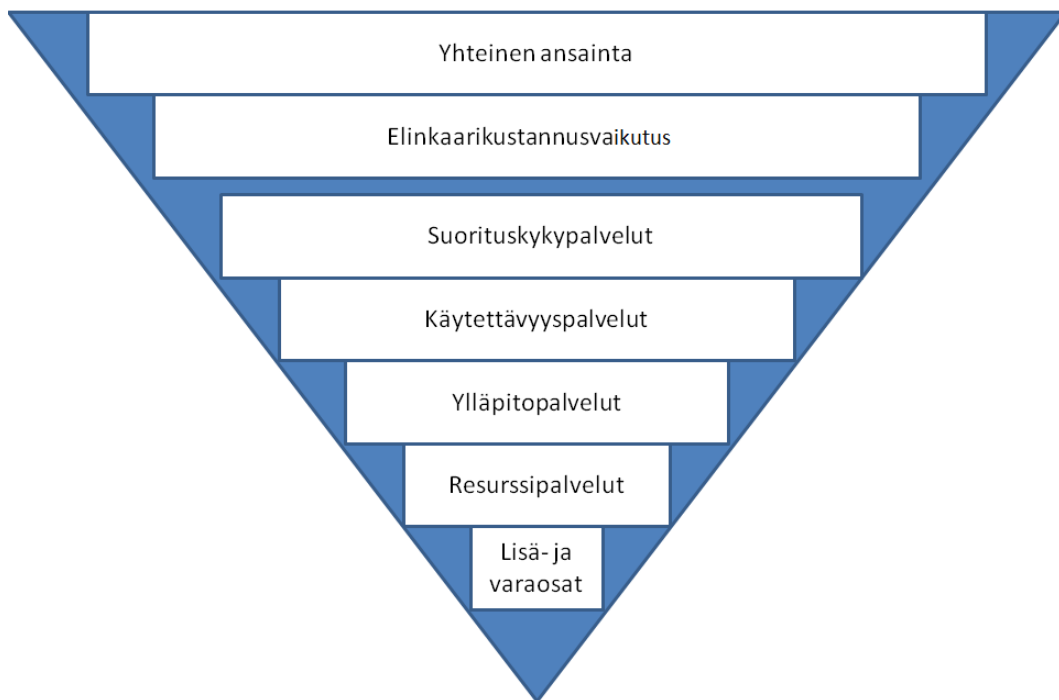 Yhteinen ansainta
Elinkaarikustannusvaikutus
Suorituskykypalvelut
Käytettävyyspalvelut
Ylläpitopalvelut
Resurssipalvelut
Lisä- ja
varaosat